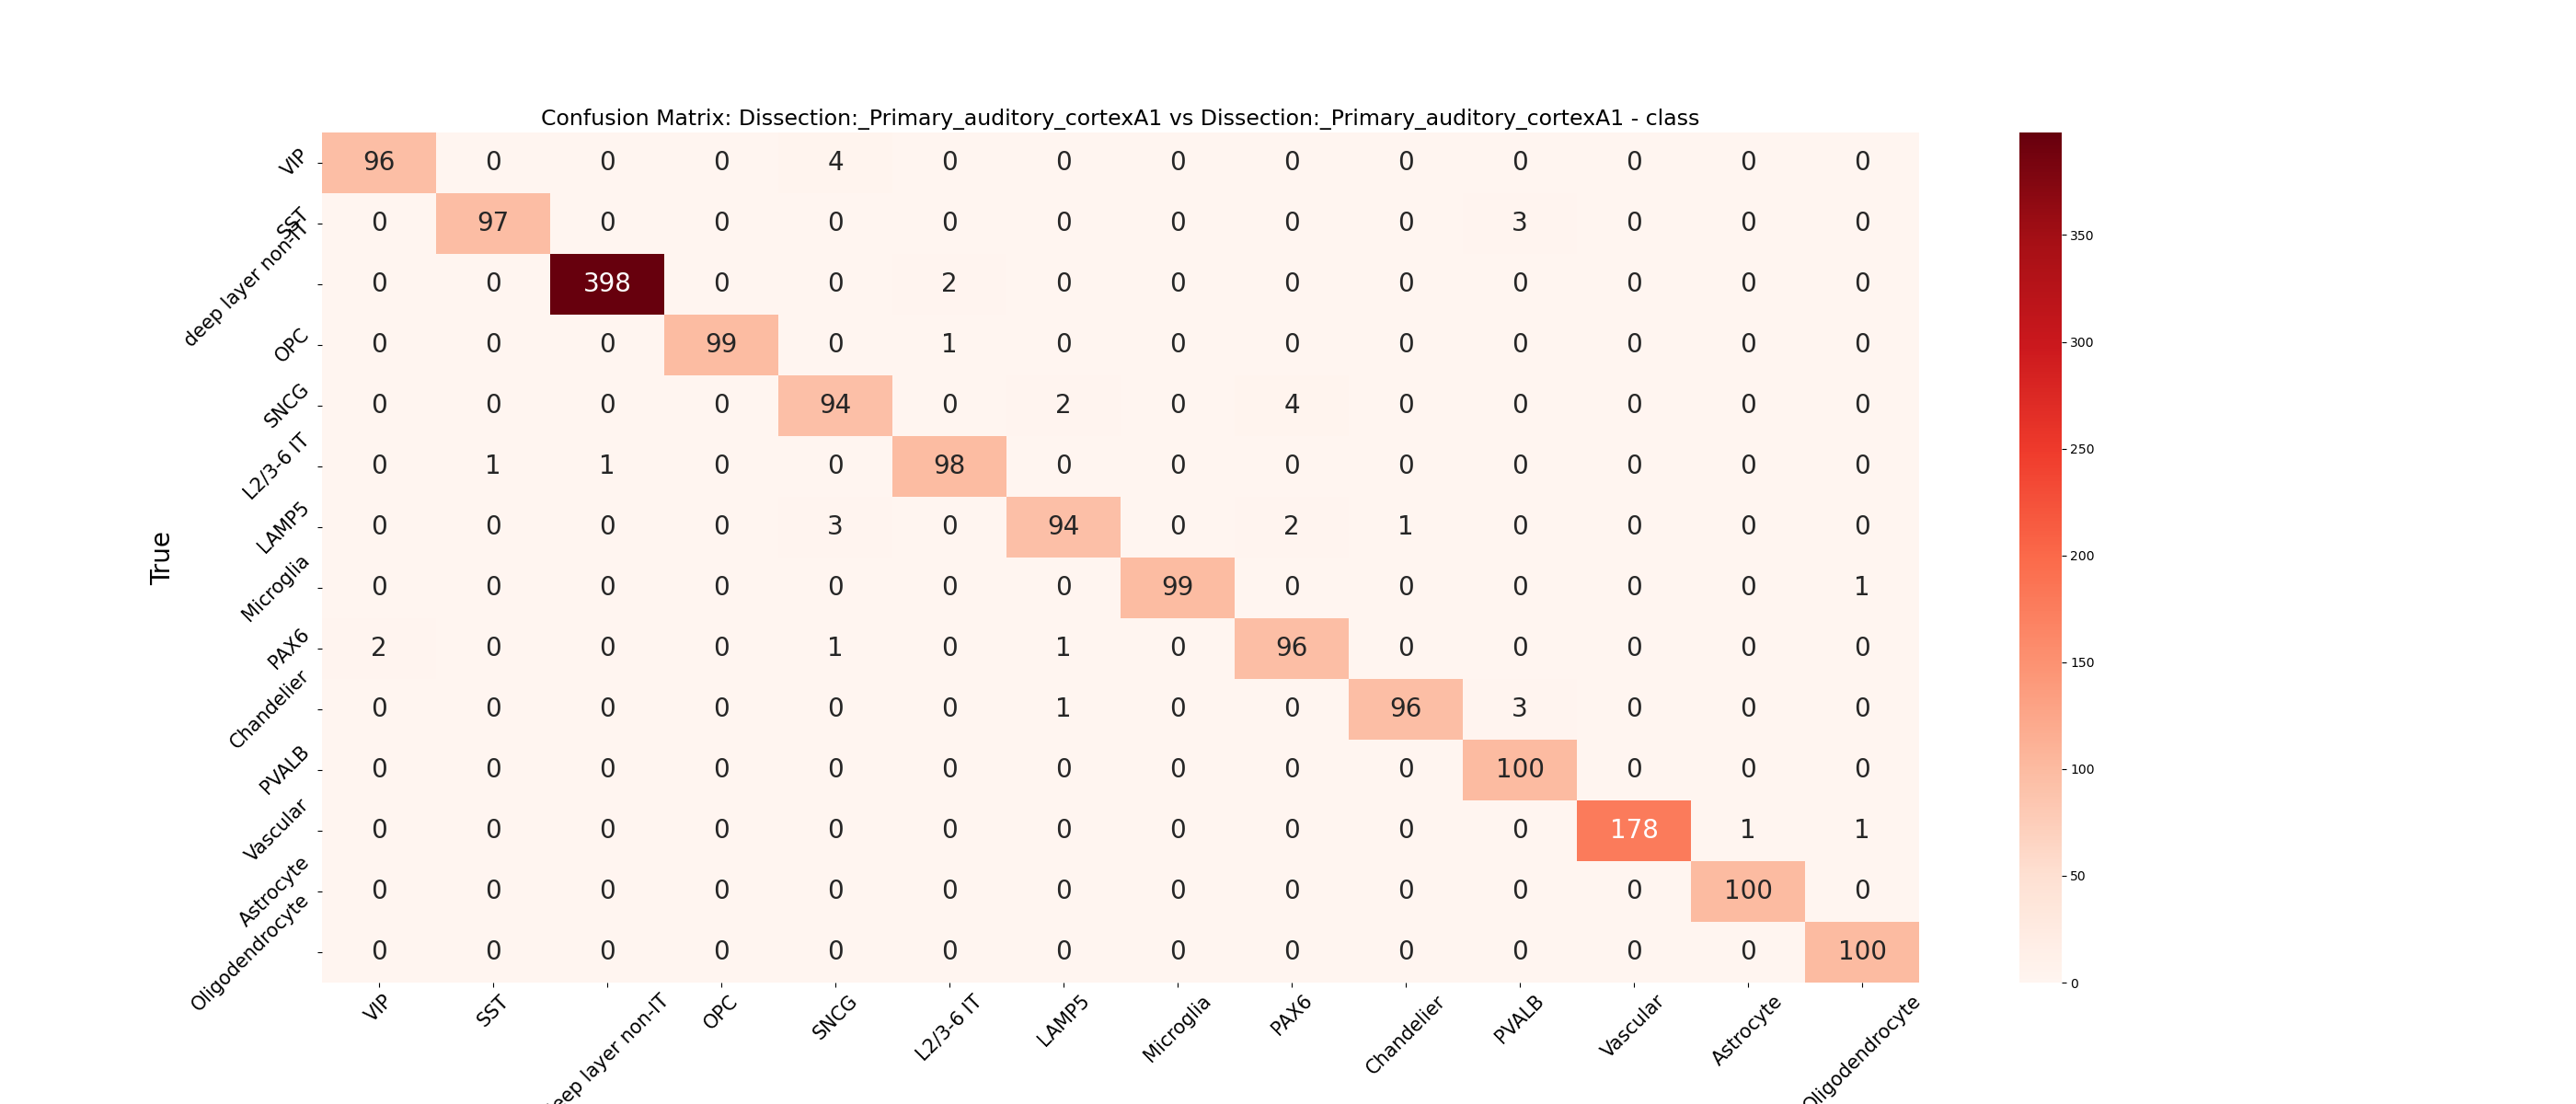 Confusion Matrix: Dissection:_Primary_auditory_cortexA1 vs Dissection:_Primary_auditory_cortexA1 - class
True
VIP 96 0 0 0 4 0 0 0 0 0 0 0 0 0
SST 0 97 0 0 0 0 0 0 0 0 3 0 0 0
deep layer non-IT 0 0 398 0 0 2 0 0 0 0 0 0 0 0
OPC 0 0 0 99 0 1 0 0 0 0 0 0 0 0
SNCG 0 0 0 0 94 0 2 0 4 0 0 0 0 0
L2/3-6 IT 0 1 1 0 0 98 0 0 0 0 0 0 0 0
LAMP5 0 0 0 0 3 0 94 0 2 1 0 0 0 0
Microglia 0 0 0 0 0 0 0 99 0 0 0 0 0 1
PAX6 2 0 0 0 1 0 1 0 96 0 0 0 0 0
Chandelier 0 0 0 0 0 0 1 0 0 96 3 0 0 0
PVALB 0 0 0 0 0 0 0 0 0 0 100 0 0 0
Vascular 0 0 0 0 0 0 0 0 0 0 0 178 1 1
Astrocyte 0 0 0 0 0 0 0 0 0 0 0 0 100 0
Oligodendrocyte 0 0 0 0 0 0 0 0 0 0 0 0 0 100
VIP SST eep layer non-IT OPC SNCG L2/3-6 IT LAMP5 Microglia PAX6 Chandelier PVALB Vascular Astrocyte Oligodendrocyte
350
300
250
200
150
100
50
0